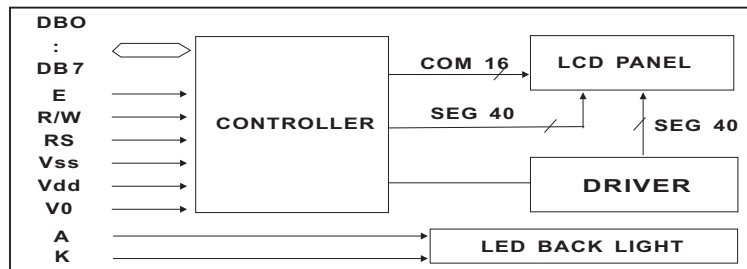 DBO
:
DB7
E
R/W
RS
Vss
Vdd
V0
A
K
CONTROLLER
COM 16
SEG 40
LCD PANEL
SEG 40
DRIVER
LED BACK LIGHT